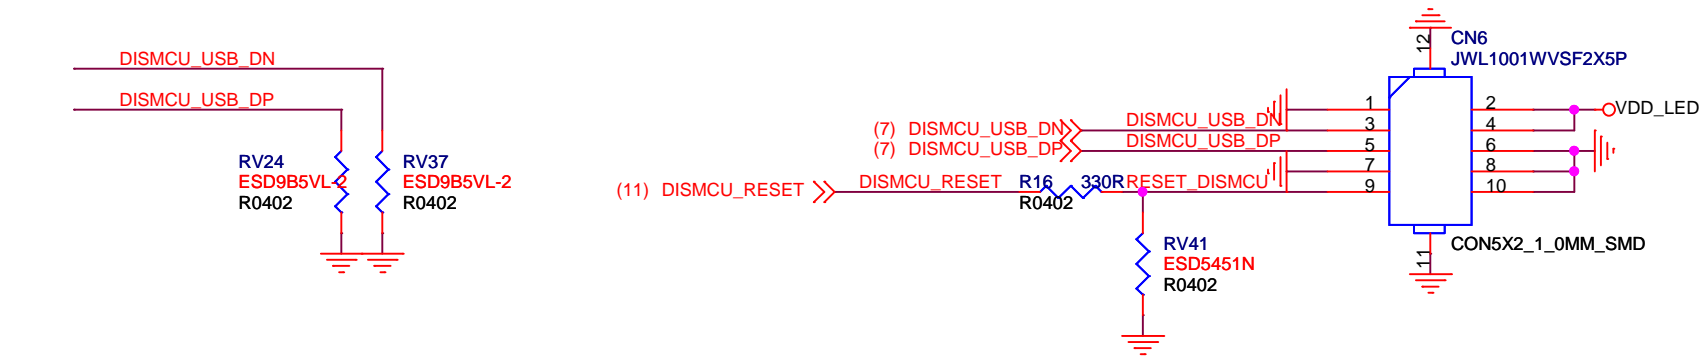 DISMCU_USB_DN
DISMCU_USB_DP
RV24
ESD9B5VL-2
R0402
RV37
ESD9B5VL-2
R0402
(7) DISMCU_USB_DN
(7) DISMCU_USB_DP
(11) DISMCU_RESET
DISMCU_USB_DN
DISMCU_USB_DP
DISMCU_RESET
R16 330R
R0402
RESET_DISMCU
RV41
ESD5451N
R0402
12
CN6
JWL1001WVSF2X5P
1
3
5
7
9
2
4
6
8
10
VDD_LED
11
CON5X2_1_0MM_SMD